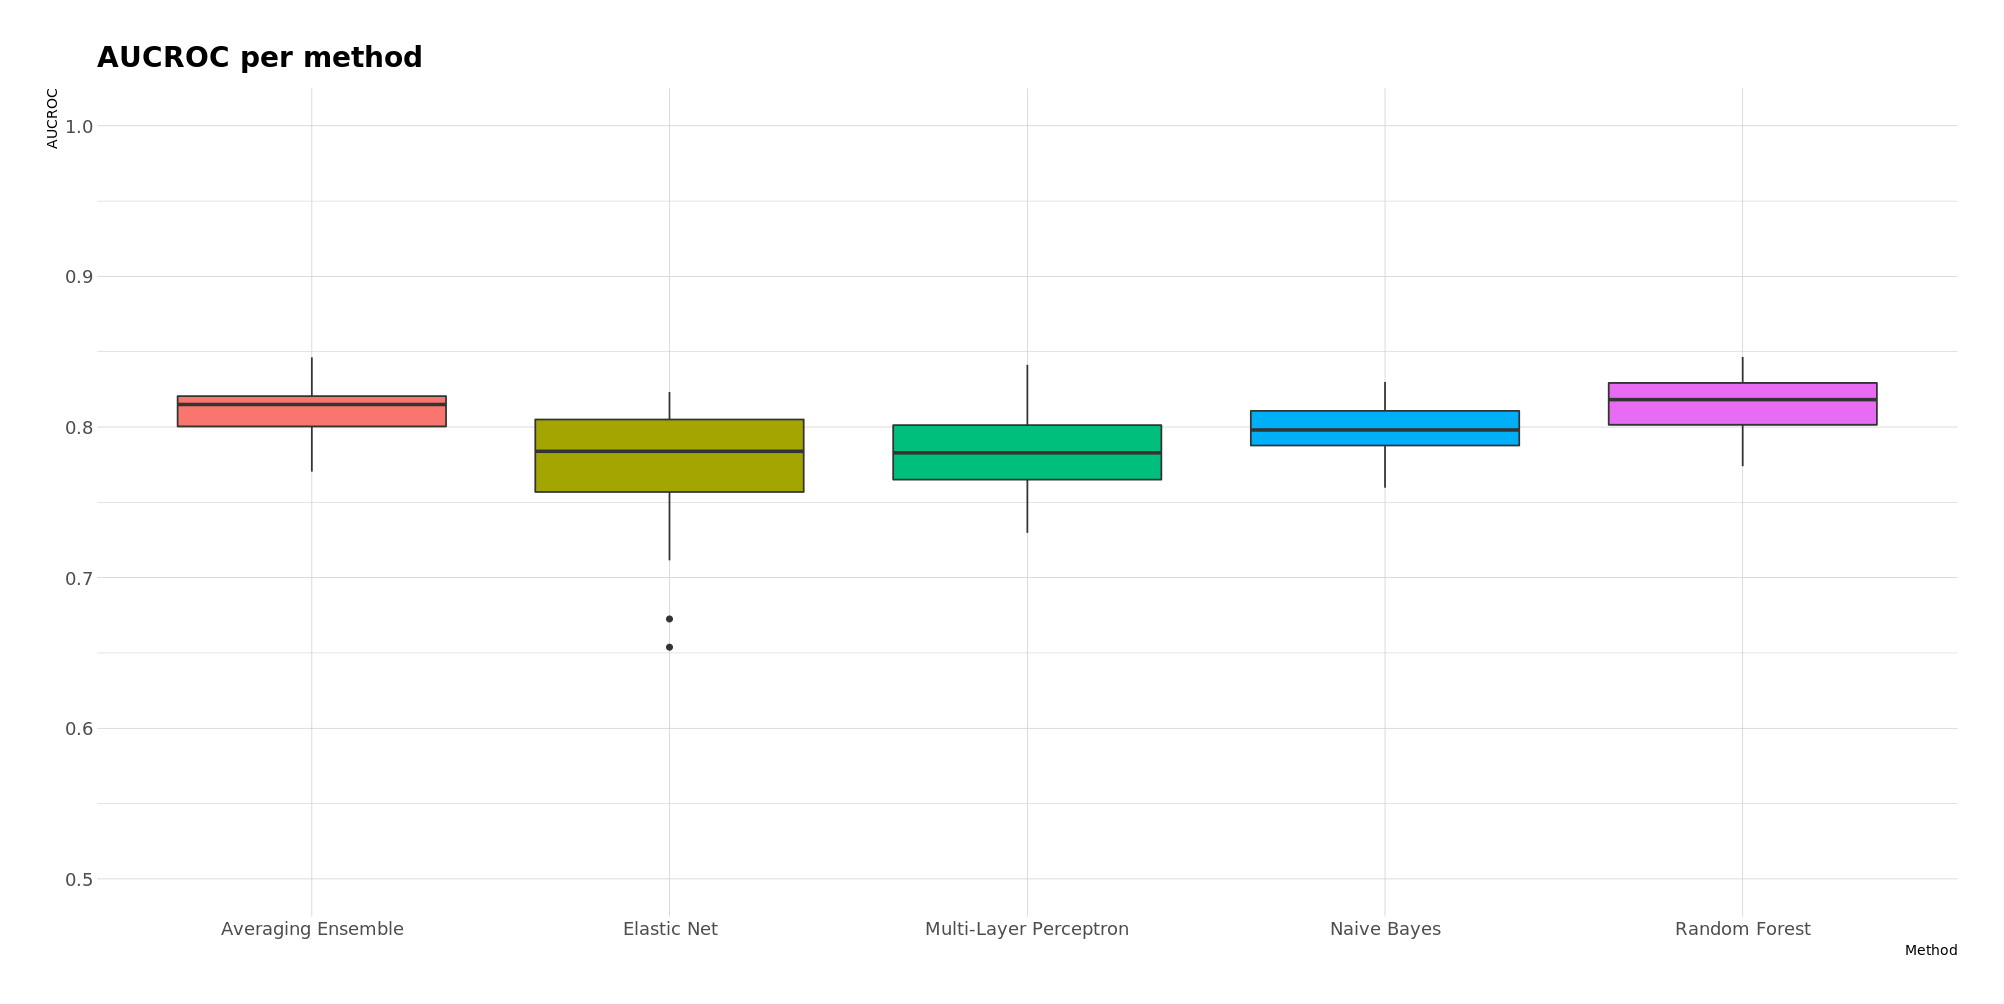 AUCROC per method
AUCROC
1.0
0.9
0.8
0.7
0.6
0.5
Averaging Ensemble
Elastic Net
Multi-Layer Perceptron
Naive Bayes
Random Forest
Method